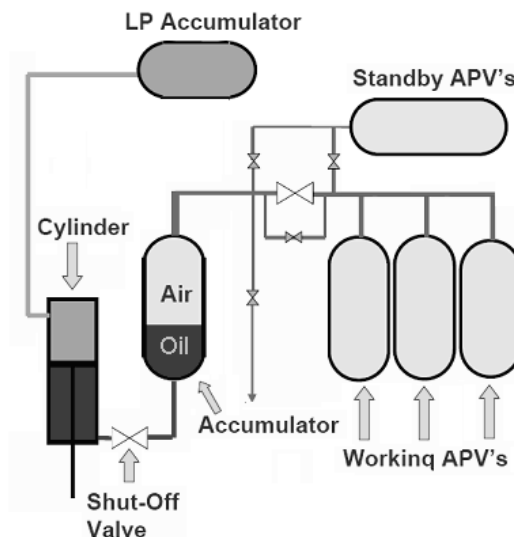 LP Accumulator
Standby APV's
Cylinder
Air
Oil
Accumulator
Workinq APV's
Shut-Off
Valve